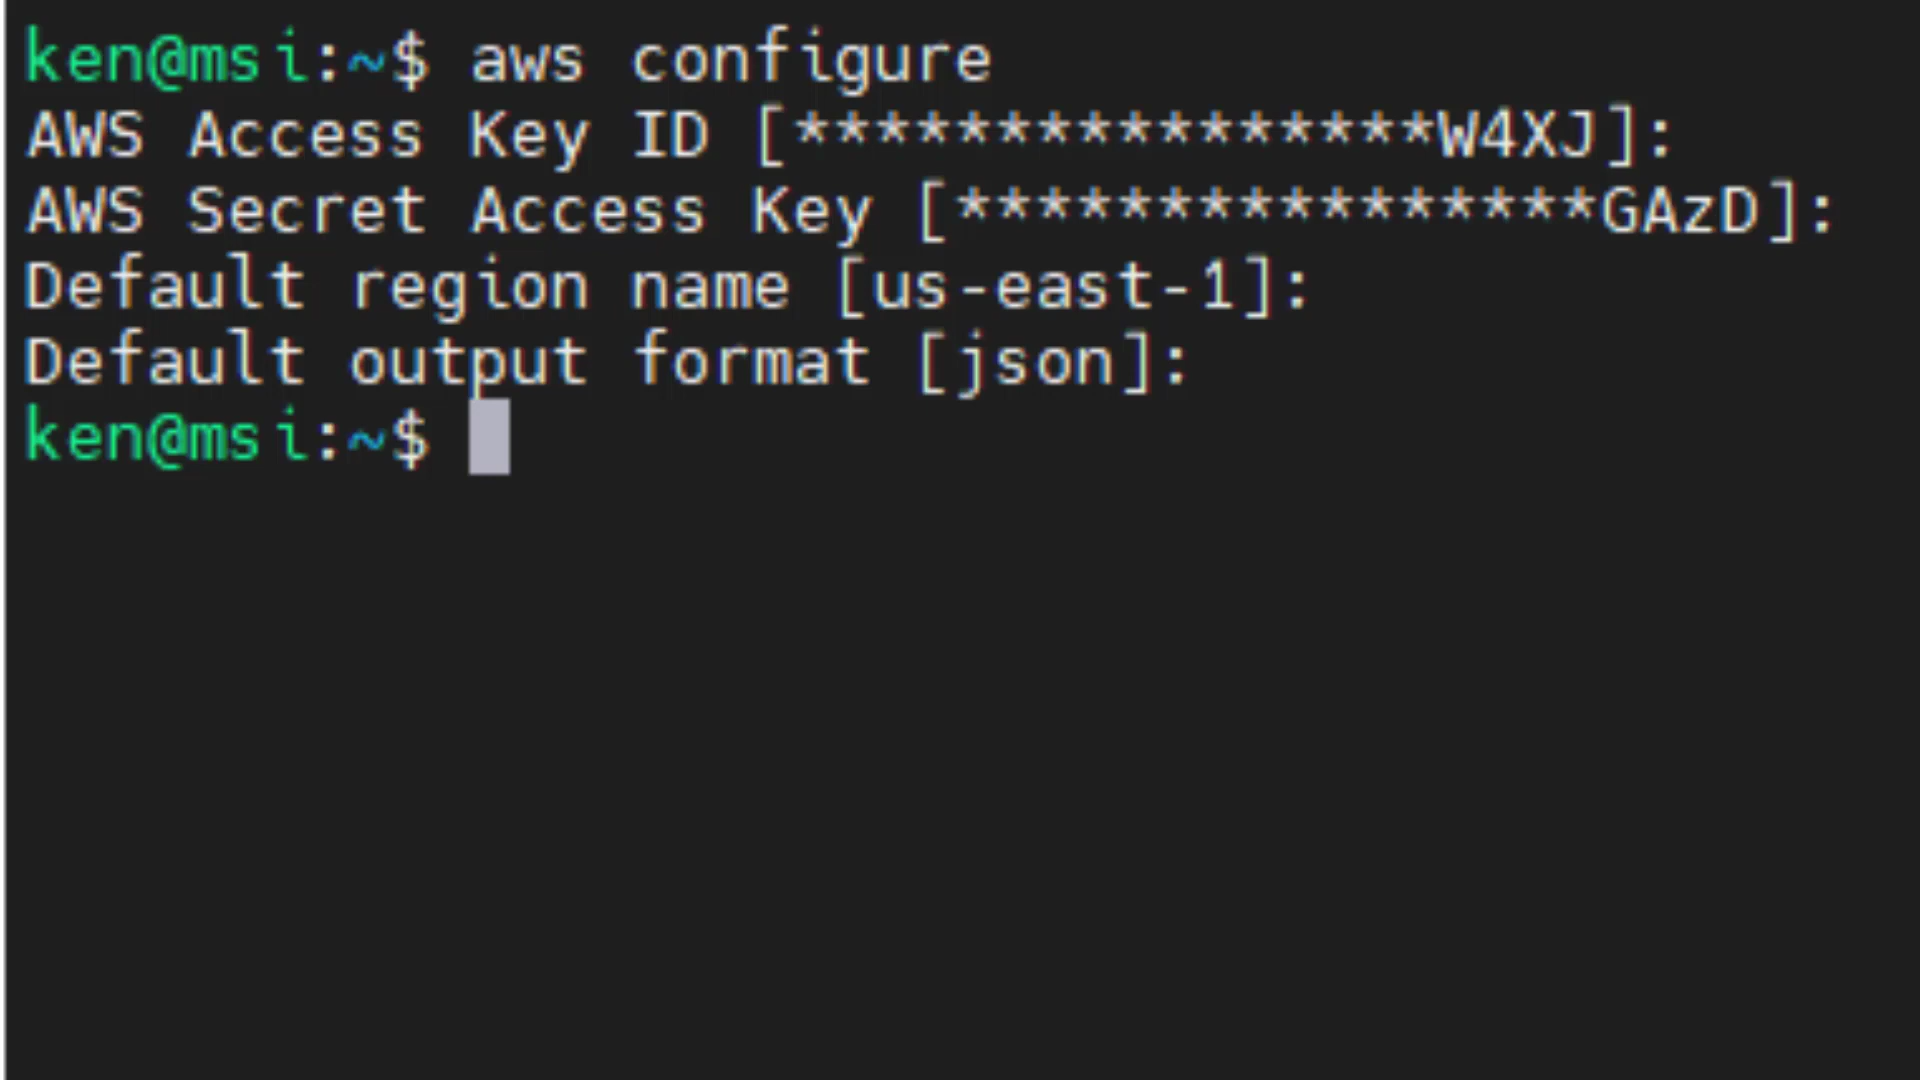 ken@msi:~$ aws configure
AWS Access Key ID [****************W4XJ]:
AWS Secret Access Key [****************GAzD]:
Default region name [us-east-1]:
Default output format [json]:
ken@msi:~$